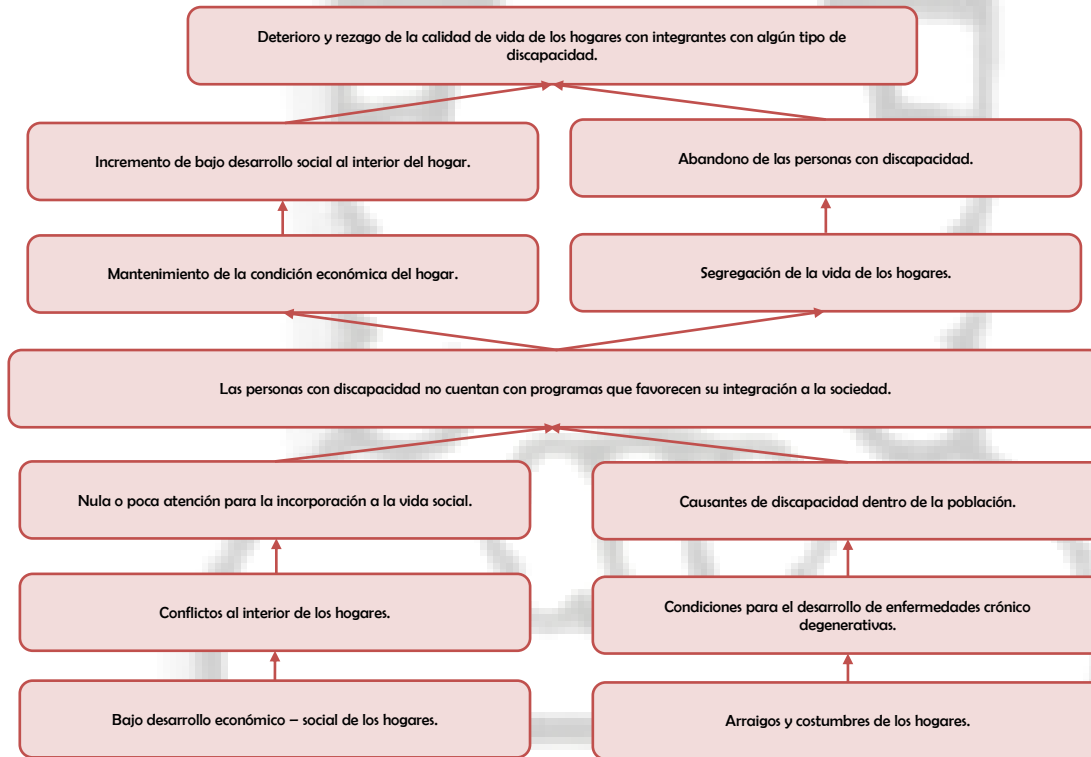 Deterioro y rezago de la calidad de vida de los hogares con integrantes con algún tipo de
discapacidad.
Incremento de bajo desarrollo social al interior del hogar.
Abandono de las personas con discapacidad.
Mantenimiento de la condición económica del hogar.
Segregación de la vida de los hogares.
Las personas con discapacidad no cuentan con programas que favorecen su integración a la sociedad.
Nula o poca atención para la incorporación a la vida social.
Causantes de discapacidad dentro de la población.
Conflictos al interior de los hogares.
Condiciones para el desarrollo de enfermedades crónico
degenerativas.
Bajo desarrollo económico – social de los hogares.
Arraigos y costumbres de los hogares.